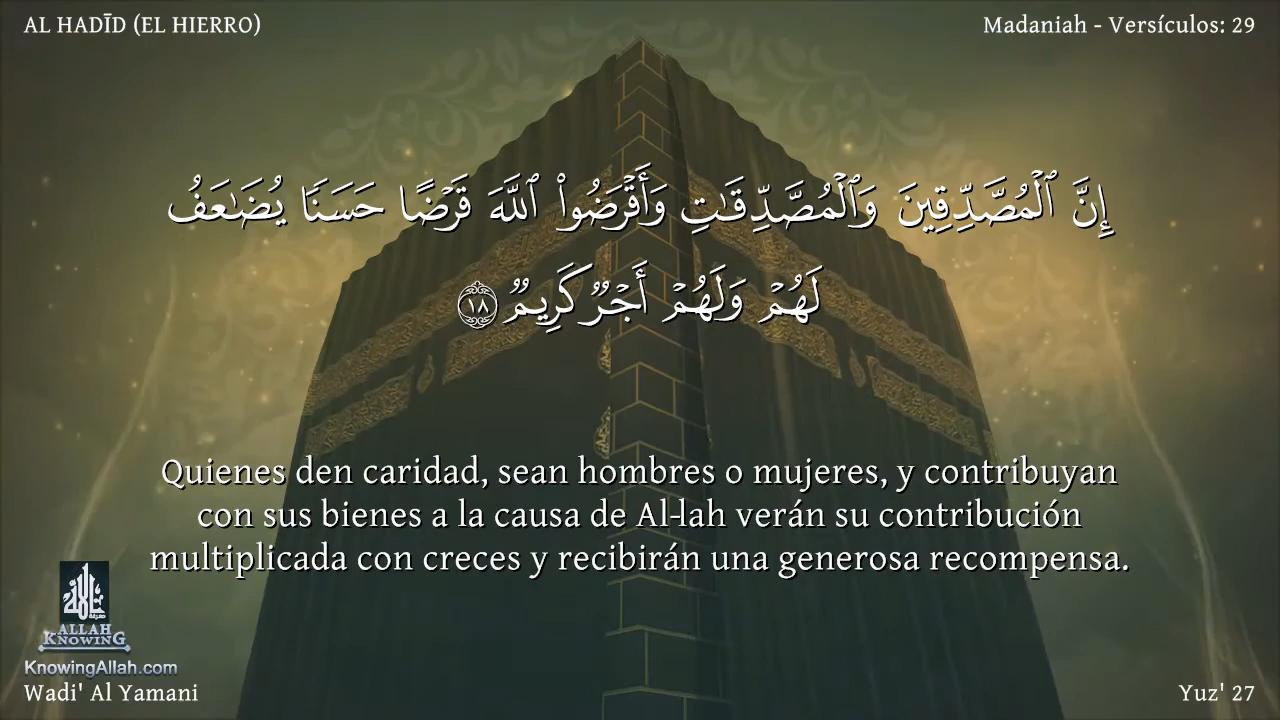 AL HADĪD (EL HIERRO)
Madaniah - Versículos: 29
إِنَّ ٱلْمُصَّدِّقِينَ وَٱلْمُصَّدِّقَـٰتِ وَأَقْرَضُوا۟ ٱللَّهَ قَرْضًا حَسَنًا يُضَـٰعَفُ
لَهُمْ وَلَهُمْ أَجْرٌ كَرِيمٌ ١٨
Quienes den caridad, sean hombres o mujeres, y contribuyan
con sus bienes a la causa de Al-lah verán su contribución
multiplicada con creces y recibirán una generosa recompensa.
ALLAH
KNOWING
KnowingAllah.com
Wadi' Al Yamani
Yuz' 27